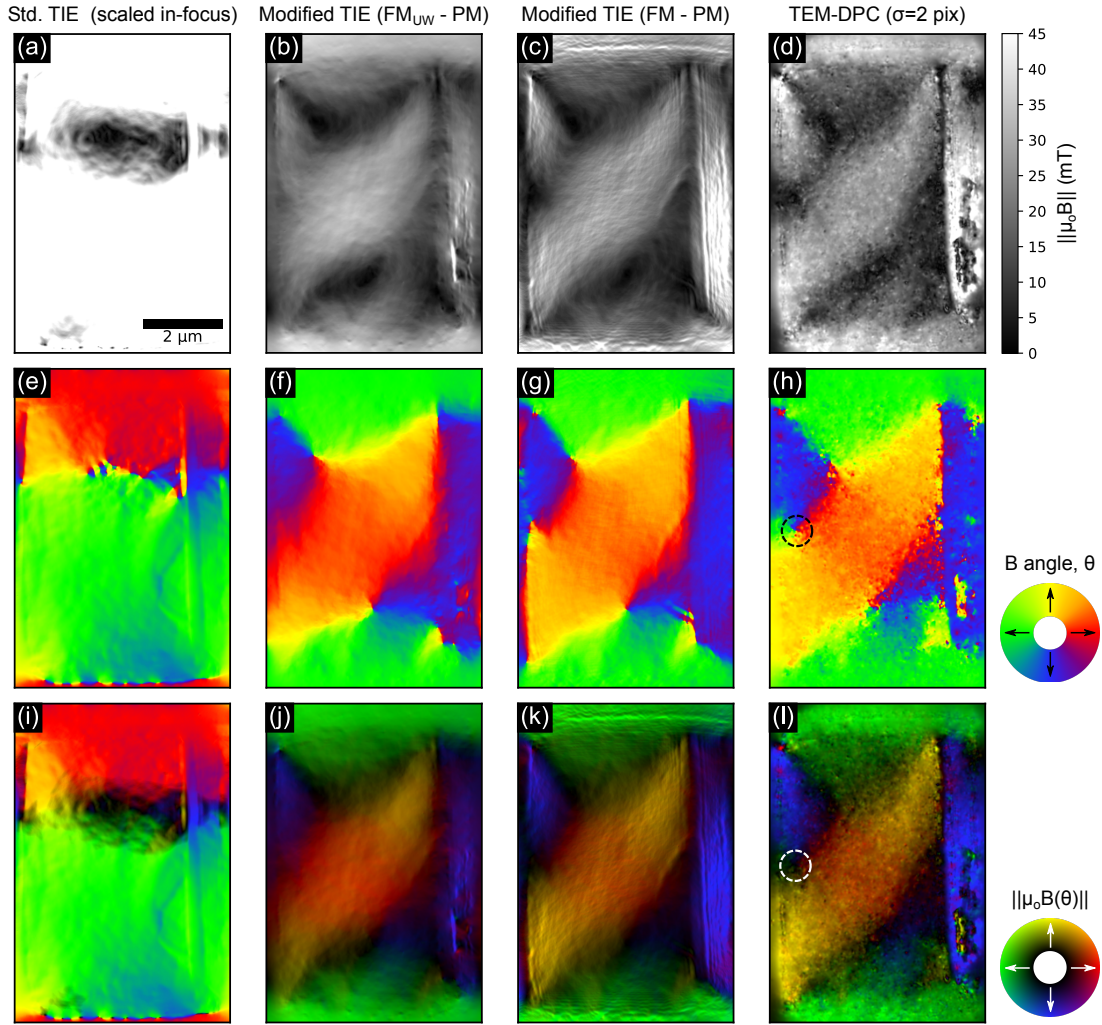 Std. TIE (scaled in-focus)
Modified TIE (FM_UW - PM)
Modified TIE (FM - PM)
TEM-DPC (σ=2 pix)
(a)
(b)
(c)
(d)
2 μm
45
40
35
30
25
20
15
10
5
0
||μ₀B|| (mT)
(e)
(f)
(g)
(h)
B angle, θ
(i)
(j)
(k)
(l)
||μ₀B(θ)||